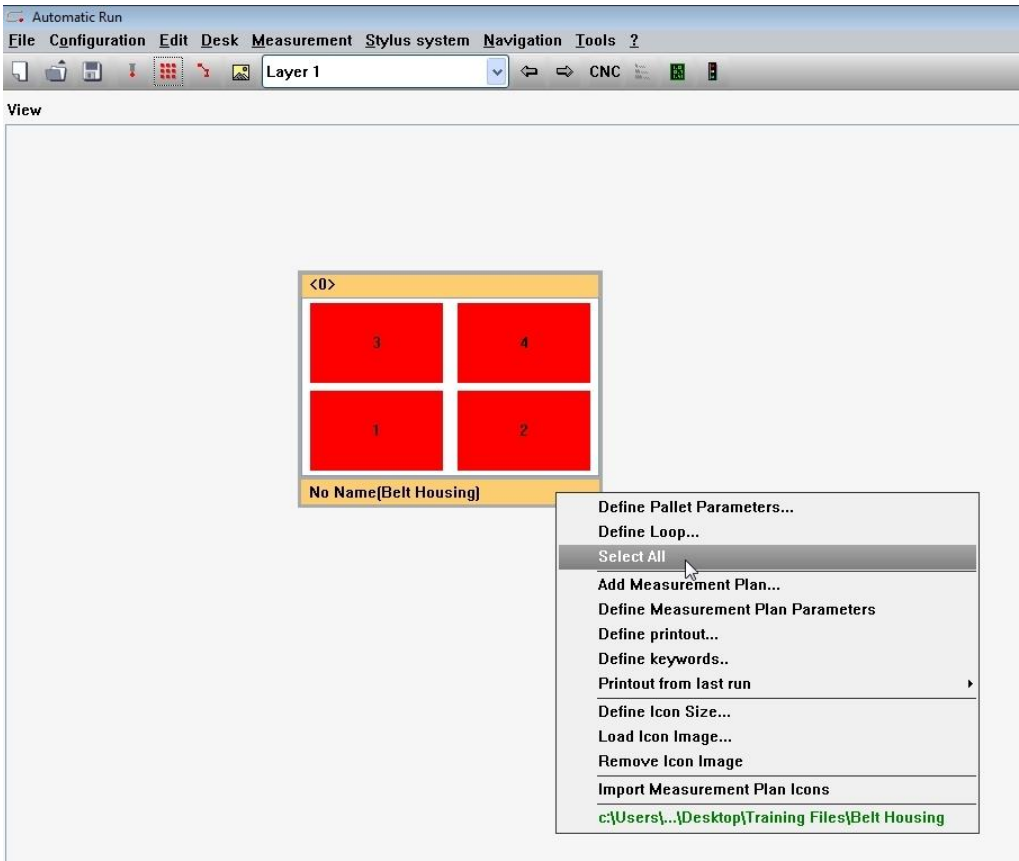 Automatic Run
File Configuration Edit Desk Measurement Stylus system Navigation Tools ?
Layer 1 CNC
View
<0>
3 4
1 2
No Name(Belt Housing)
Define Pallet Parameters...
Define Loop...
Select All
Add Measurement Plan...
Define Measurement Plan Parameters
Define printout...
Define keywords..
Printout from last run
Define Icon Size...
Load Icon Image...
Remove Icon Image
Import Measurement Plan Icons
c:\Users\...\Desktop\Training Files\Belt Housing